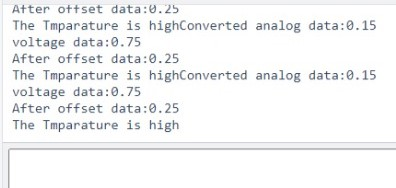 After offset data:0.25
The Tmparature is highConverted analog data:0.15
voltage data:0.75
After offset data:0.25
The Tmparature is highConverted analog data:0.15
voltage data:0.75
After offset data:0.25
The Tmparature is high